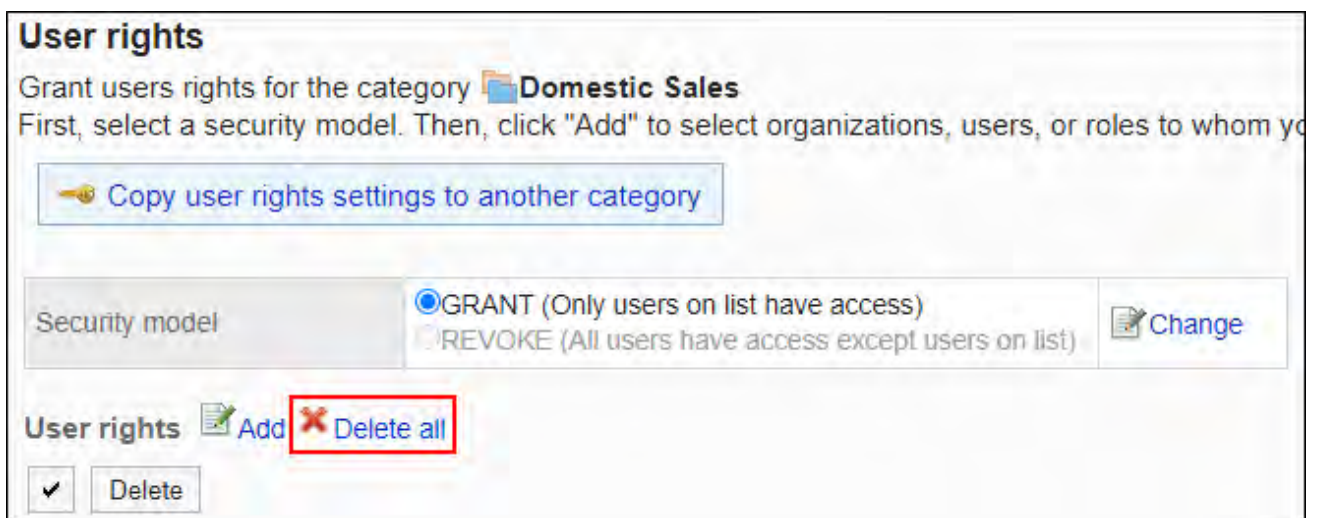 User rights
Grant users rights for the category Domestic Sales
First, select a security model. Then, click "Add" to select organizations, users, or roles to whom
Copy user rights settings to another category
Security model
GRANT (Only users on list have access)
REVOKE (All users have access except users on list)
Change
User rights Add Delete all
Delete